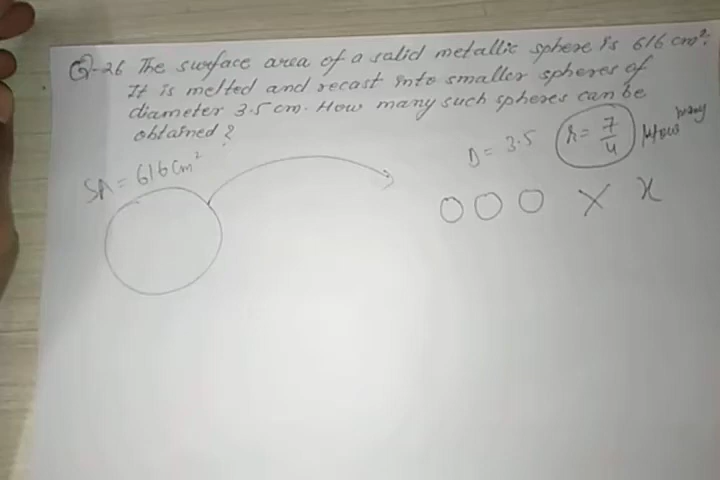 Q-26 The surface area of a solid metallic sphere is 616 cm².
It is melted and recast into smaller spheres of
diameter 3.5 cm. How many such spheres can be
obtained ?
SA = 616 cm²
D = 3.5
r = 7/4
How many
x